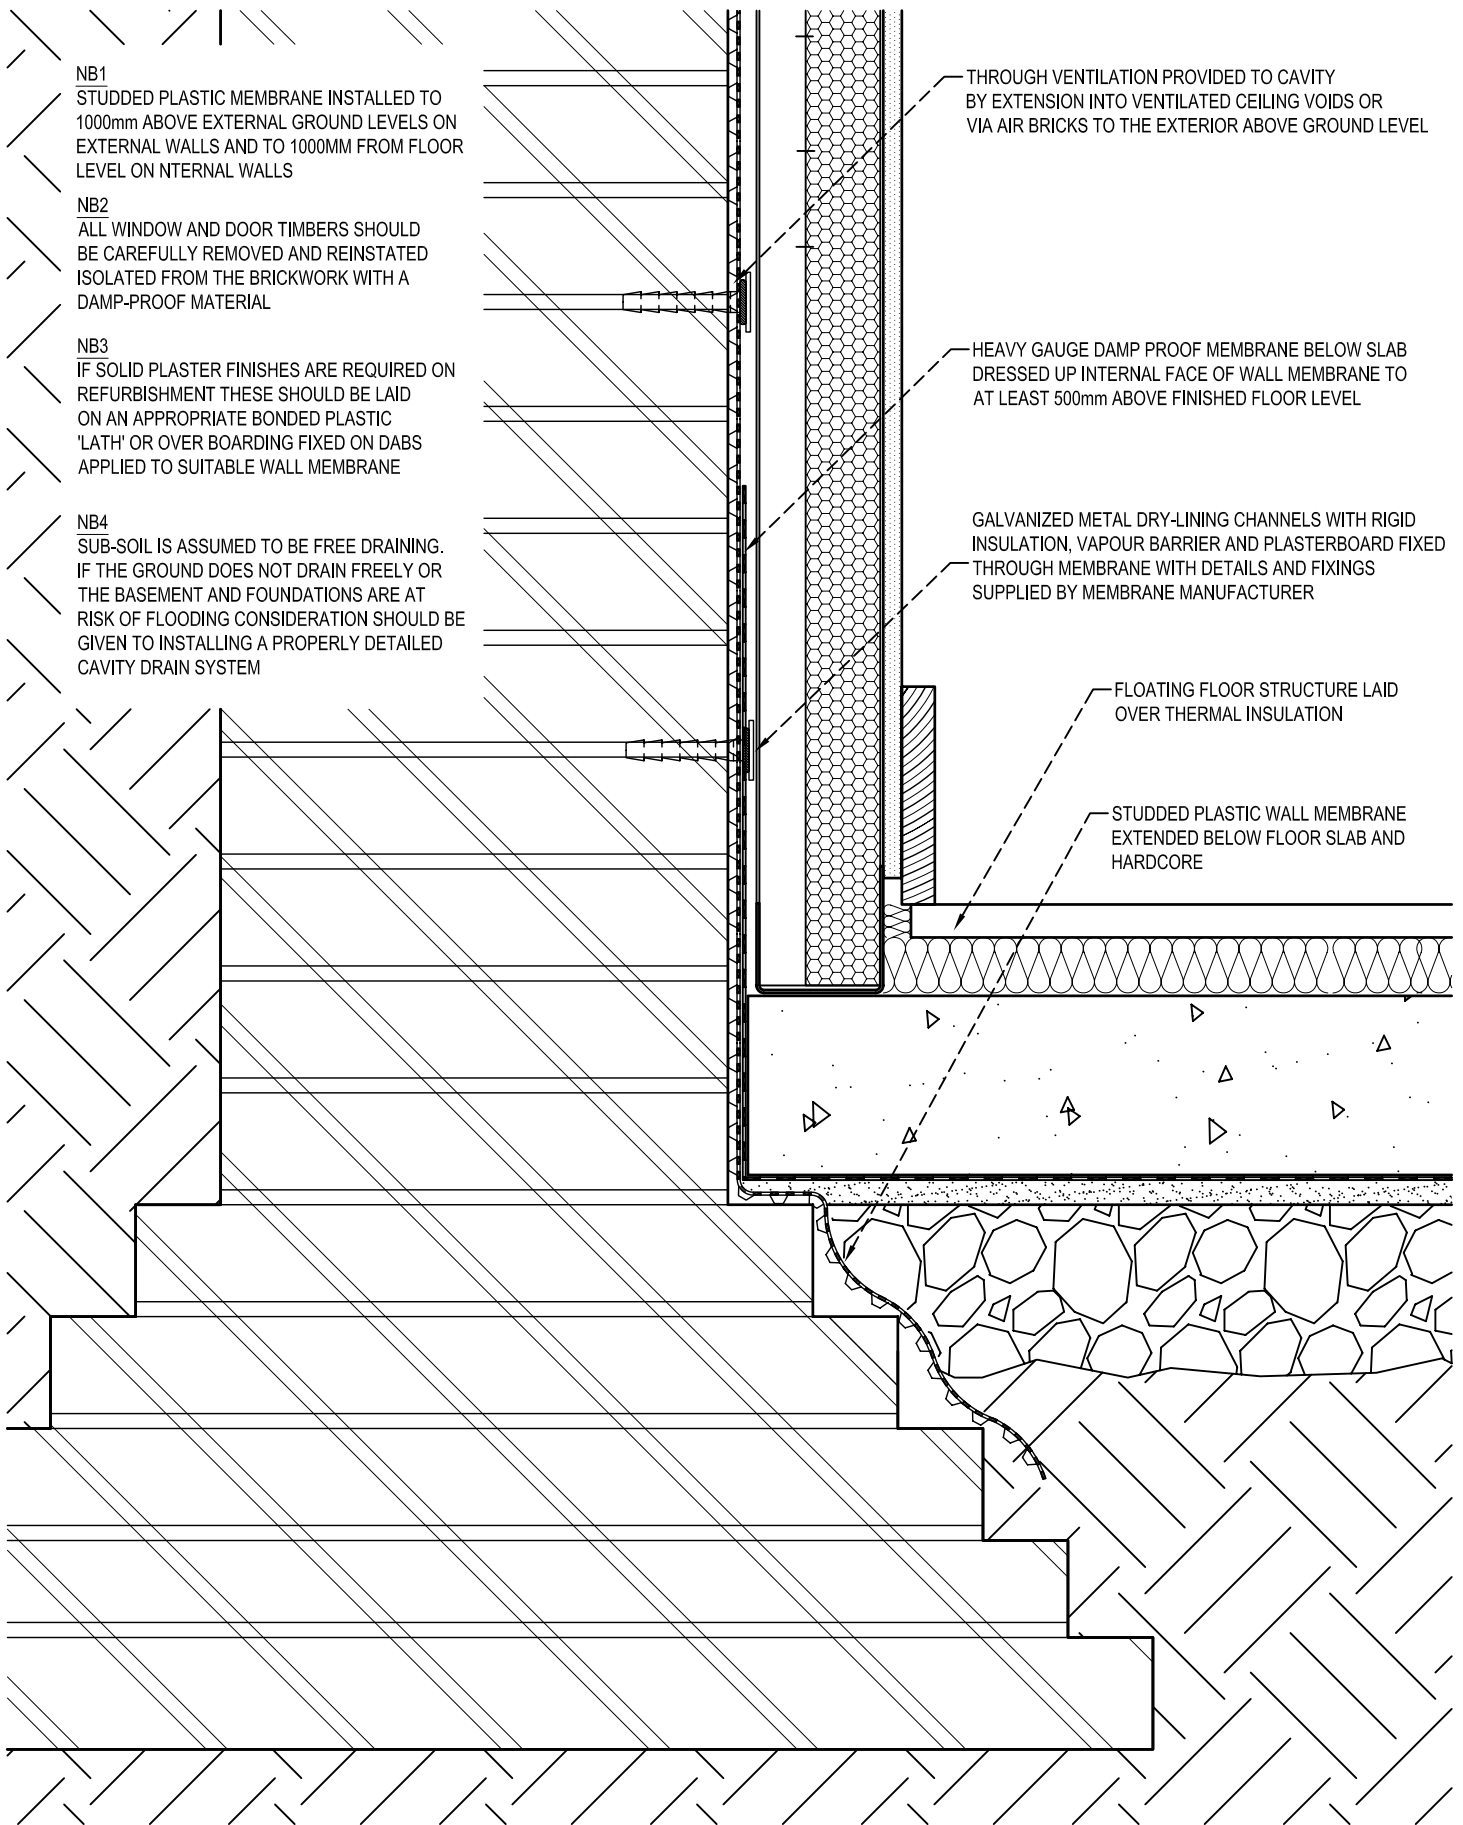 NB1
STUDDED PLASTIC MEMBRANE INSTALLED TO
1000mm ABOVE EXTERNAL GROUND LEVELS ON
EXTERNAL WALLS AND TO 1000MM FROM FLOOR
LEVEL ON NTERNAL WALLS
NB2
ALL WINDOW AND DOOR TIMBERS SHOULD
BE CAREFULLY REMOVED AND REINSTATED
ISOLATED FROM THE BRICKWORK WITH A
DAMP-PROOF MATERIAL
NB3
IF SOLID PLASTER FINISHES ARE REQUIRED ON
REFURBISHMENT THESE SHOULD BE LAID
ON AN APPROPRIATE BONDED PLASTIC
'LATH' OR OVER BOARDING FIXED ON DABS
APPLIED TO SUITABLE WALL MEMBRANE
NB4
SUB-SOIL IS ASSUMED TO BE FREE DRAINING.
IF THE GROUND DOES NOT DRAIN FREELY OR
THE BASEMENT AND FOUNDATIONS ARE AT
RISK OF FLOODING CONSIDERATION SHOULD BE
GIVEN TO INSTALLING A PROPERLY DETAILED
CAVITY DRAIN SYSTEM
THROUGH VENTILATION PROVIDED TO CAVITY
BY EXTENSION INTO VENTILATED CEILING VOIDS OR
VIA AIR BRICKS TO THE EXTERIOR ABOVE GROUND LEVEL
HEAVY GAUGE DAMP PROOF MEMBRANE BELOW SLAB
DRESSED UP INTERNAL FACE OF WALL MEMBRANE TO
AT LEAST 500mm ABOVE FINISHED FLOOR LEVEL
GALVANIZED METAL DRY-LINING CHANNELS WITH RIGID
INSULATION, VAPOUR BARRIER AND PLASTERBOARD FIXED
THROUGH MEMBRANE WITH DETAILS AND FIXINGS
SUPPLIED BY MEMBRANE MANUFACTURER
FLOATING FLOOR STRUCTURE LAID
OVER THERMAL INSULATION
STUDDED PLASTIC WALL MEMBRANE
EXTENDED BELOW FLOOR SLAB AND
HARDCORE